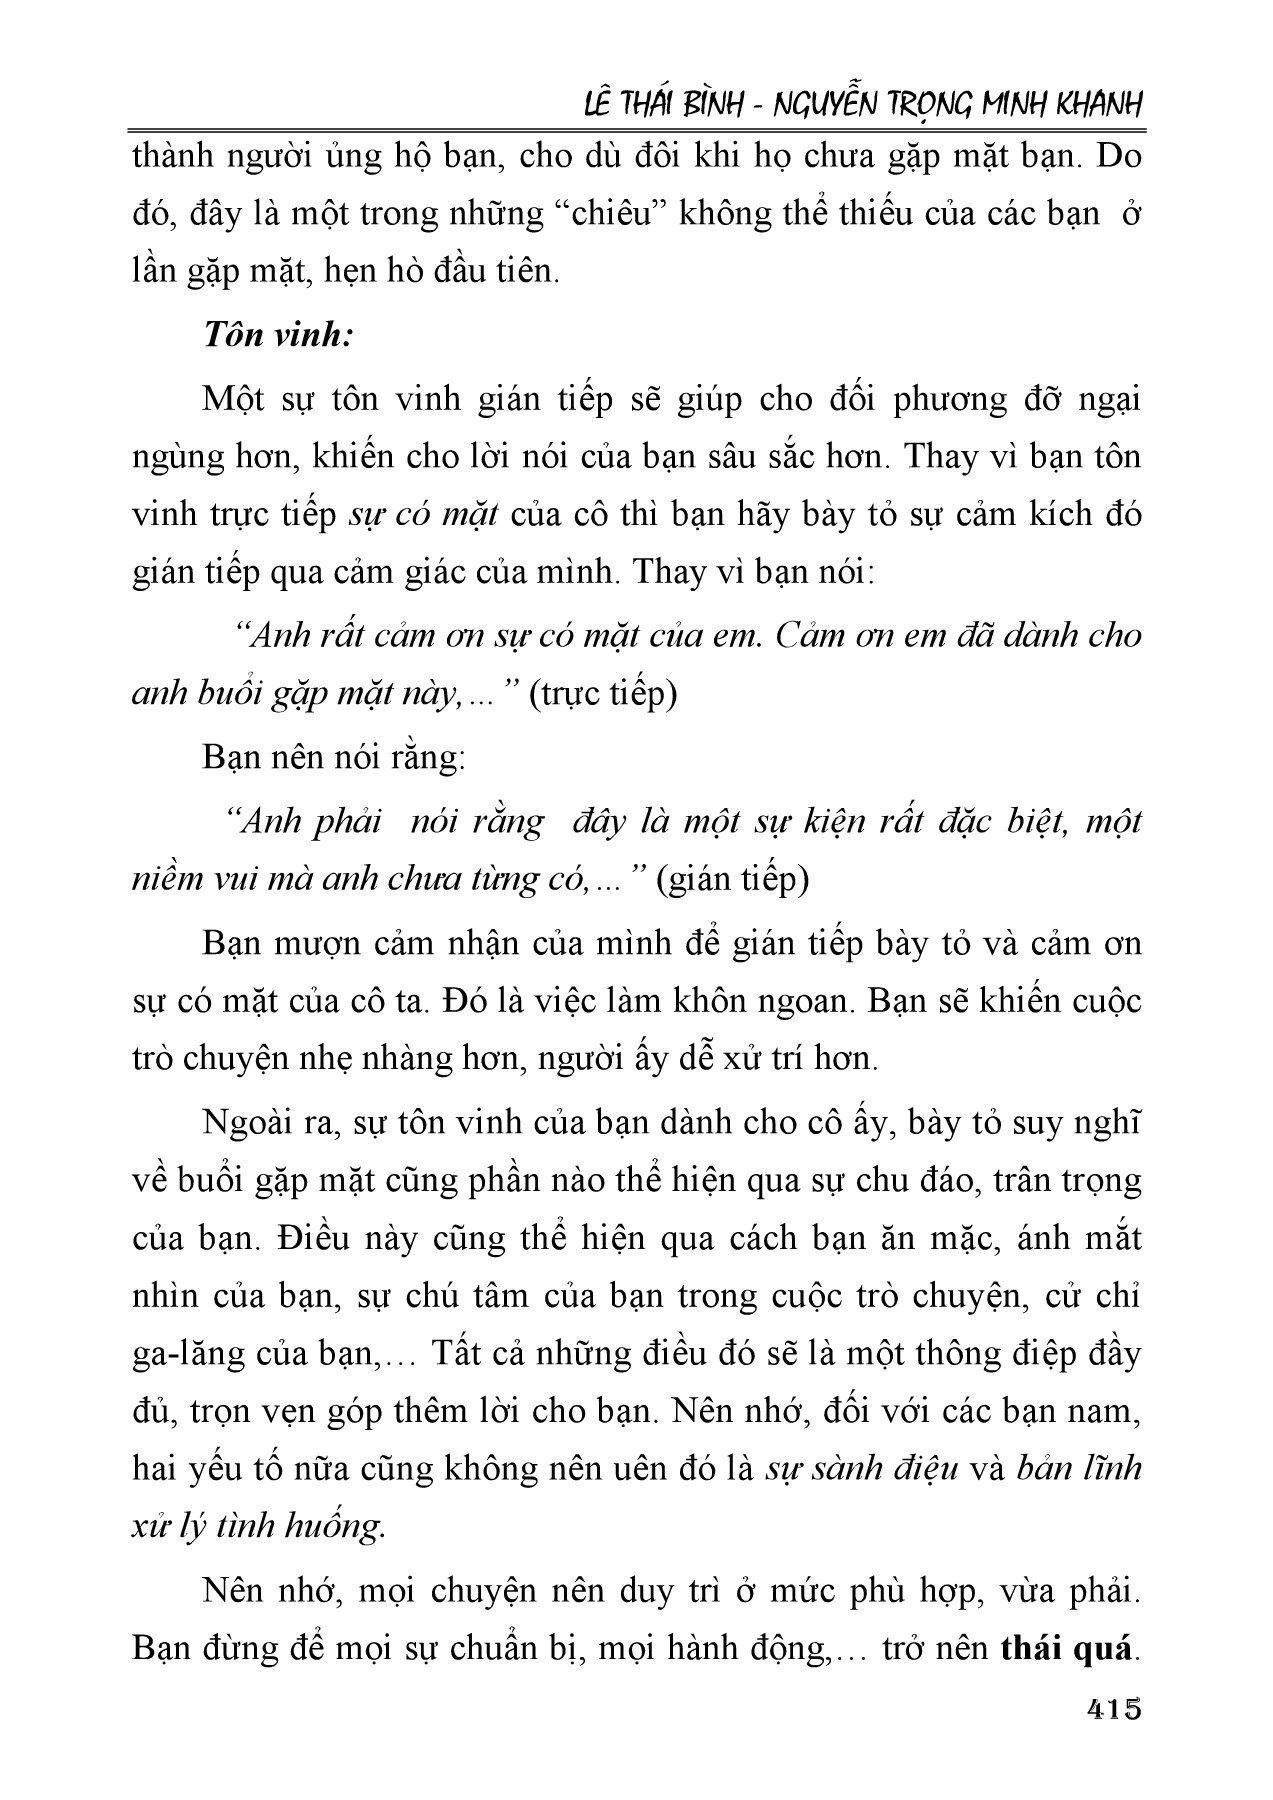 LÊ THÁI BÌNH - NGUYỄN TRỌNG MINH KHANH
thành người ủng hộ bạn, cho dù đôi khi họ chưa gặp mặt bạn. Do
đó, đây là một trong những “chiêu” không thể thiếu của các bạn ở
lần gặp mặt, hẹn hò đầu tiên.
Tôn vinh:
Một sự tôn vinh gián tiếp sẽ giúp cho đối phương đỡ ngại
ngùng hơn, khiến cho lời nói của bạn sâu sắc hơn. Thay vì bạn tôn
vinh trực tiếp sự có mặt của cô thì bạn hãy bày tỏ sự cảm kích đó
gián tiếp qua cảm giác của mình. Thay vì bạn nói:
“Anh rất cảm ơn sự có mặt của em. Cảm ơn em đã dành cho
anh buổi gặp mặt này,…” (trực tiếp)
Bạn nên nói rằng:
“Anh phải nói rằng đây là một sự kiện rất đặc biệt, một
niềm vui mà anh chưa từng có,…” (gián tiếp)
Bạn mượn cảm nhận của mình để gián tiếp bày tỏ và cảm ơn
sự có mặt của cô ta. Đó là việc làm khôn ngoan. Bạn sẽ khiến cuộc
trò chuyện nhẹ nhàng hơn, người ấy dễ xử trí hơn.
Ngoài ra, sự tôn vinh của bạn dành cho cô ấy, bày tỏ suy nghĩ
về buổi gặp mặt cũng phần nào thể hiện qua sự chu đáo, trân trọng
của bạn. Điều này cũng thể hiện qua cách bạn ăn mặc, ánh mắt
nhìn của bạn, sự chú tâm của bạn trong cuộc trò chuyện, cử chỉ
ga-lăng của bạn,… Tất cả những điều đó sẽ là một thông điệp đầy
đủ, trọn vẹn góp thêm lời cho bạn. Nên nhớ, đối với các bạn nam,
hai yếu tố nữa cũng không nên uên đó là sự sành điệu và bản lĩnh
xử lý tình huống.
Nên nhớ, mọi chuyện nên duy trì ở mức phù hợp, vừa phải.
Bạn đừng để mọi sự chuẩn bị, mọi hành động,… trở nên thái quá.
415